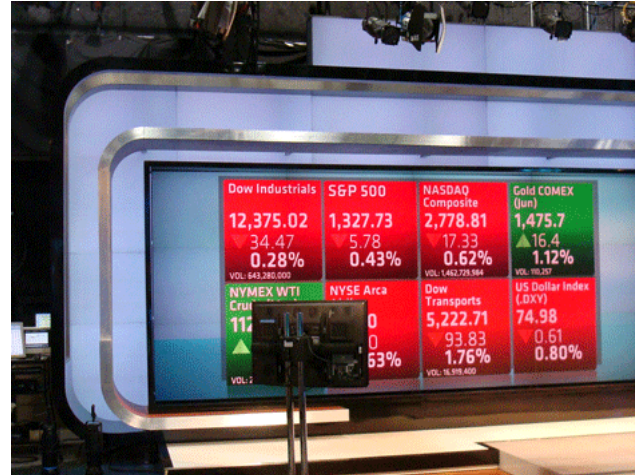 Dow Industrials
12,375.02
▼34.47
0.28%
VOL: 643,280,000
S&P 500
1,327.73
▼5.78
0.43%
NASDAQ
Composite
2,778.81
▼17.33
0.62%
VOL: 1,462,729,984
Gold COMEX
(Jun)
1,475.7
▲16.4
1.12%
VOL: 110,257
NYMEX WTI
▲
NYSE Arca
Dow
Transports
5,222.71
▼93.83
1.76%
VOL: 16,919,400
US Dollar Index
(.DXY)
74.98
▼0.61
0.80%